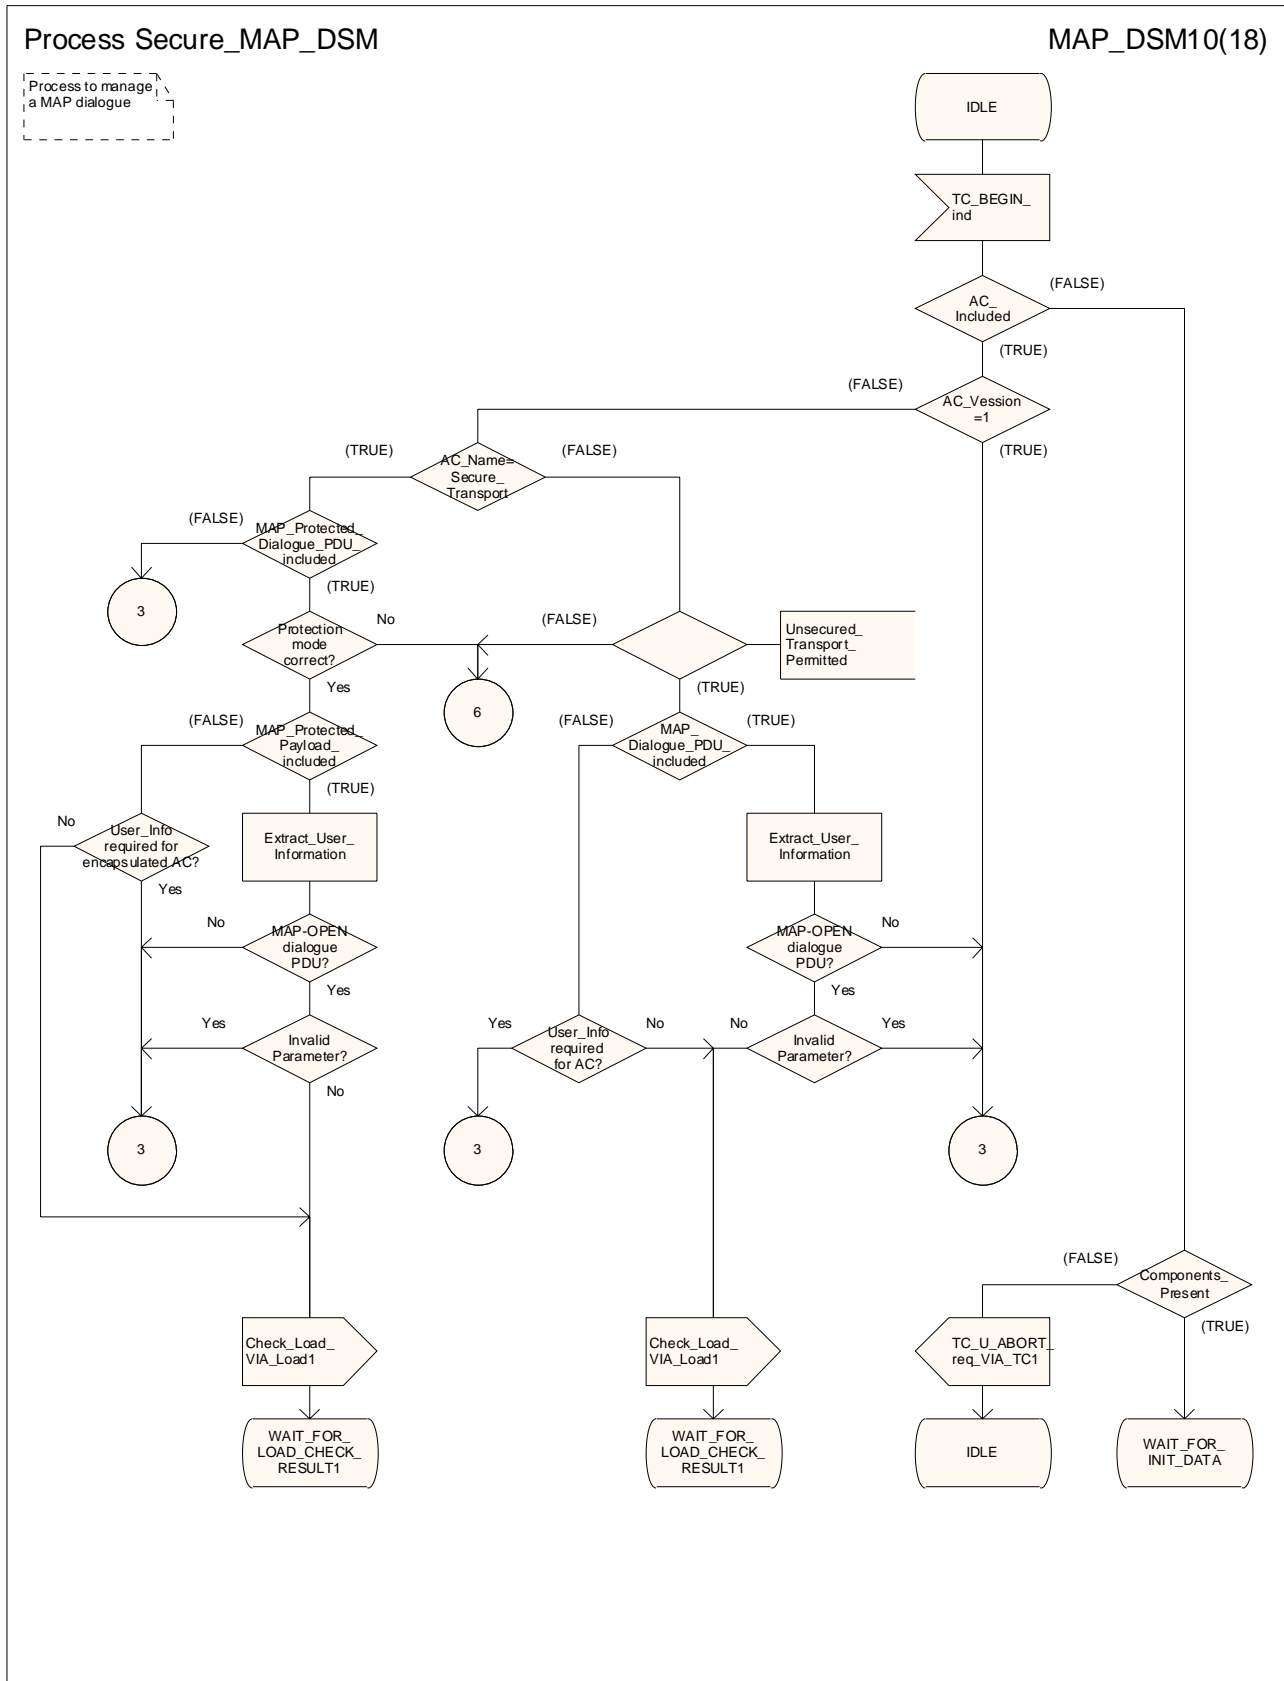 Process Secure_MAP_DSM
MAP_DSM10(18)
Process to manage
a MAP dialogue
IDLE
TC_BEGIN_
ind
(FALSE)
AC_
Included
(TRUE)
(FALSE)
AC_Vession
=1
(TRUE)
(TRUE)
AC_Name=
Secure_
Transport
(FALSE)
(FALSE)
MAP_Protected_
Dialogue_PDU_
included
(TRUE)
3
Protection
mode
correct?
No
(FALSE)
Unsecured_
Transport_
Permitted
Yes
(TRUE)
6
(FALSE)
MAP_Protected_
Payload_
included
(TRUE)
(FALSE)
MAP_
Dialogue_PDU_
included
(TRUE)
No
User_Info
required for
encapsulated AC?
Yes
Extract_User_
Information
Extract_User_
Information
No
MAP-OPEN
dialogue
PDU?
Yes
MAP-OPEN
dialogue
PDU?
No
Yes
Yes
Invalid
Parameter?
No
Yes
User_Info
required
for AC?
No
No
Invalid
Parameter?
Yes
3
3
3
(FALSE)
Components_
Present
(TRUE)
Check_Load_
VIA_Load1
Check_Load_
VIA_Load1
TC_U_ABORT_
req_VIA_TC1
WAIT_FOR_
LOAD_CHECK_
RESULT1
WAIT_FOR_
LOAD_CHECK_
RESULT1
IDLE
WAIT_FOR_
INIT_DATA